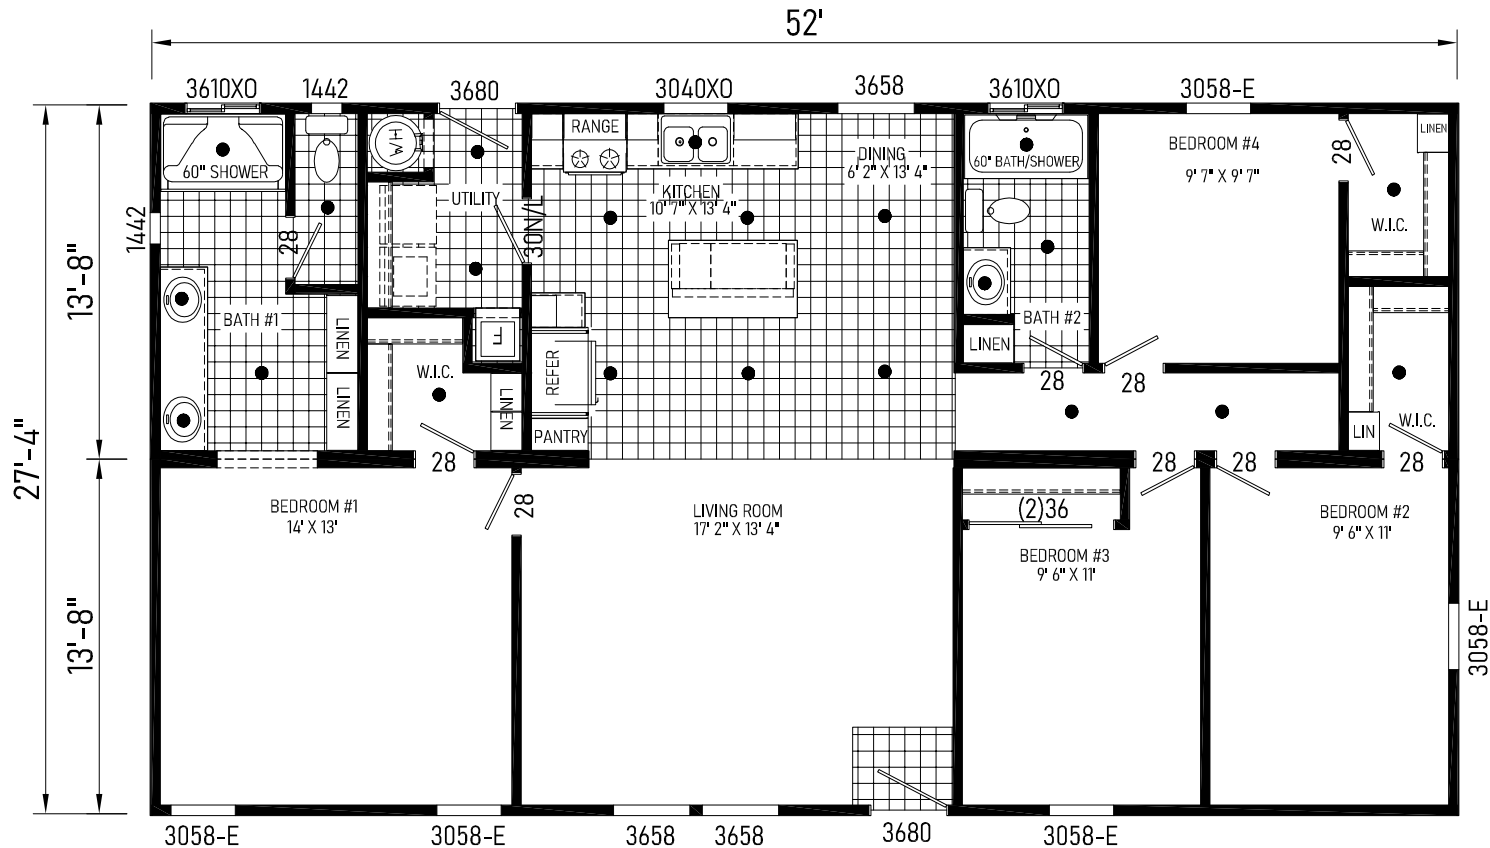 52'
3610XO
1442
3680
3040XO
3658
3610XO
3058-E
60" SHOWER
W/H
RANGE
60" BATH/SHOWER
BEDROOM #4
9' 7" X 9' 7"
28
LINEN
DINING
6' 2" X 13' 4"
KITCHEN
10' 7" X 13' 4"
UTILITY
30N/L
1442
28
W.I.C.
13'-8"
27'-4"
BATH #1
LINEN
LINEN
F
W.I.C.
LINEN
REFER
PANTRY
BATH #2
LINEN
28
28
LIN
W.I.C.
28
28
28
28
28
BEDROOM #1
14' X 13'
LIVING ROOM
17' 2" X 13' 4"
(2)36
BEDROOM #3
9' 6" X 11'
BEDROOM #2
9' 6" X 11'
13'-8"
3058-E
3058-E
3058-E
3658
3658
3680
3058-E